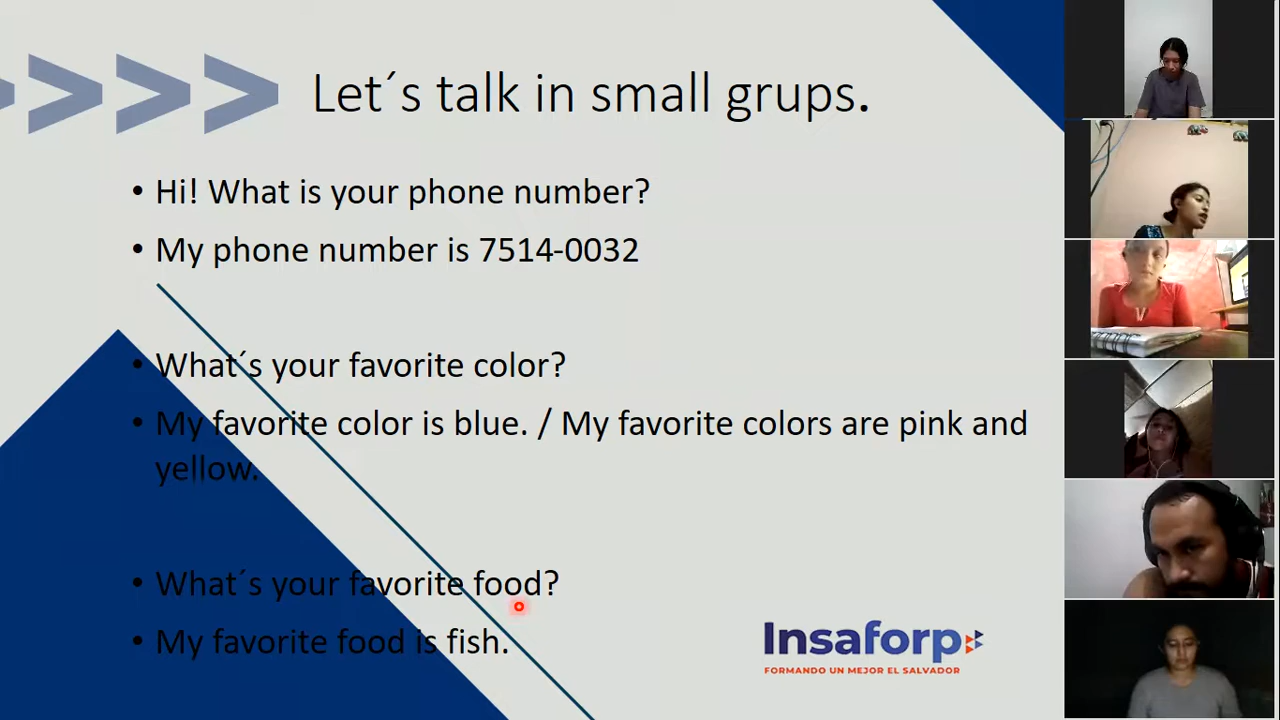 Let´s talk in small grups.
• Hi! What is your phone number?
• My phone number is 7514-0032
• What´s your favorite color?
• My favorite color is blue. / My favorite colors are pink and
yellow.
• What´s your favorite food?
• My favorite food is fish.
Insaforp
FORMANDO UN MEJOR EL SALVADOR